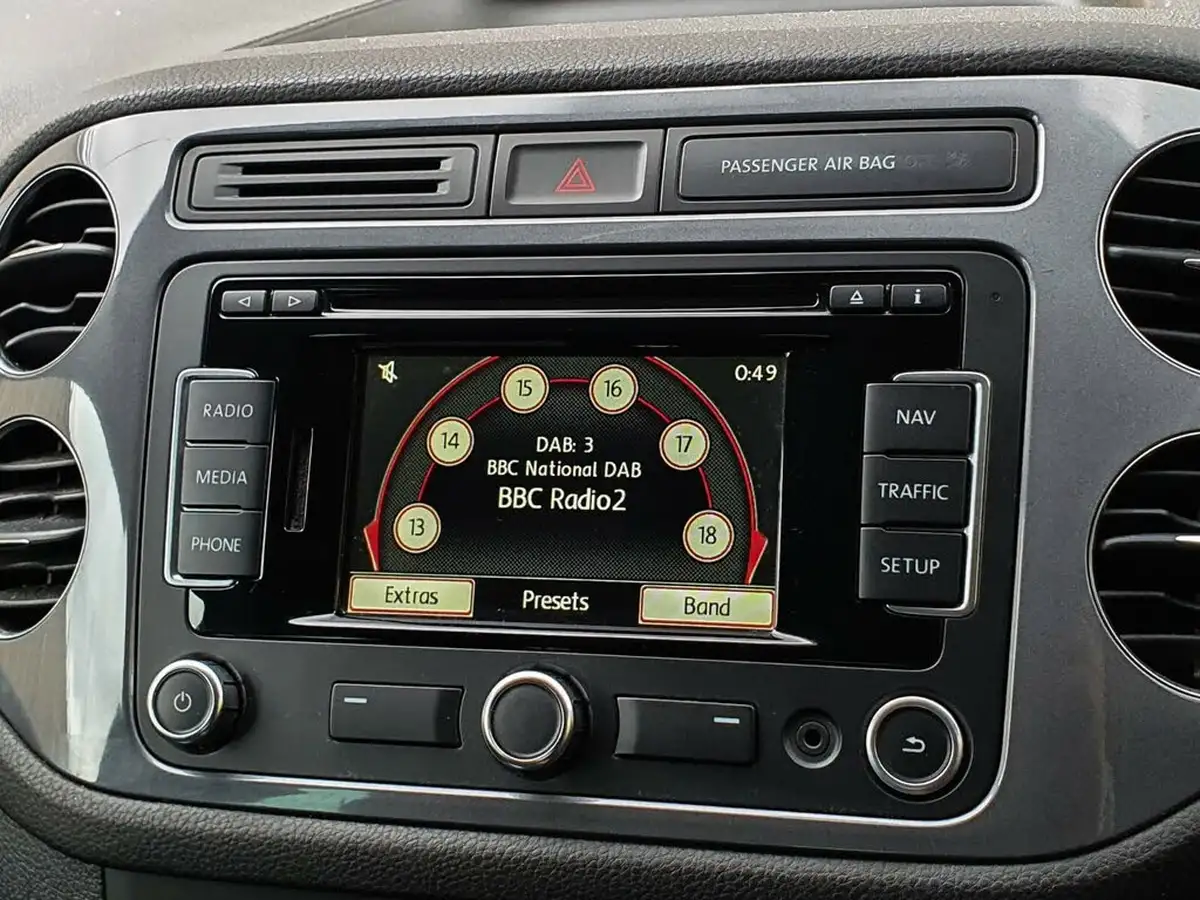 PASSENGER AIR BAG
i
RADIO
MEDIA
PHONE
0:49
15
16
14
17
13
18
DAB: 3
BBC National DAB
BBC Radio2
Extras
Presets
Band
NAV
TRAFFIC
SETUP